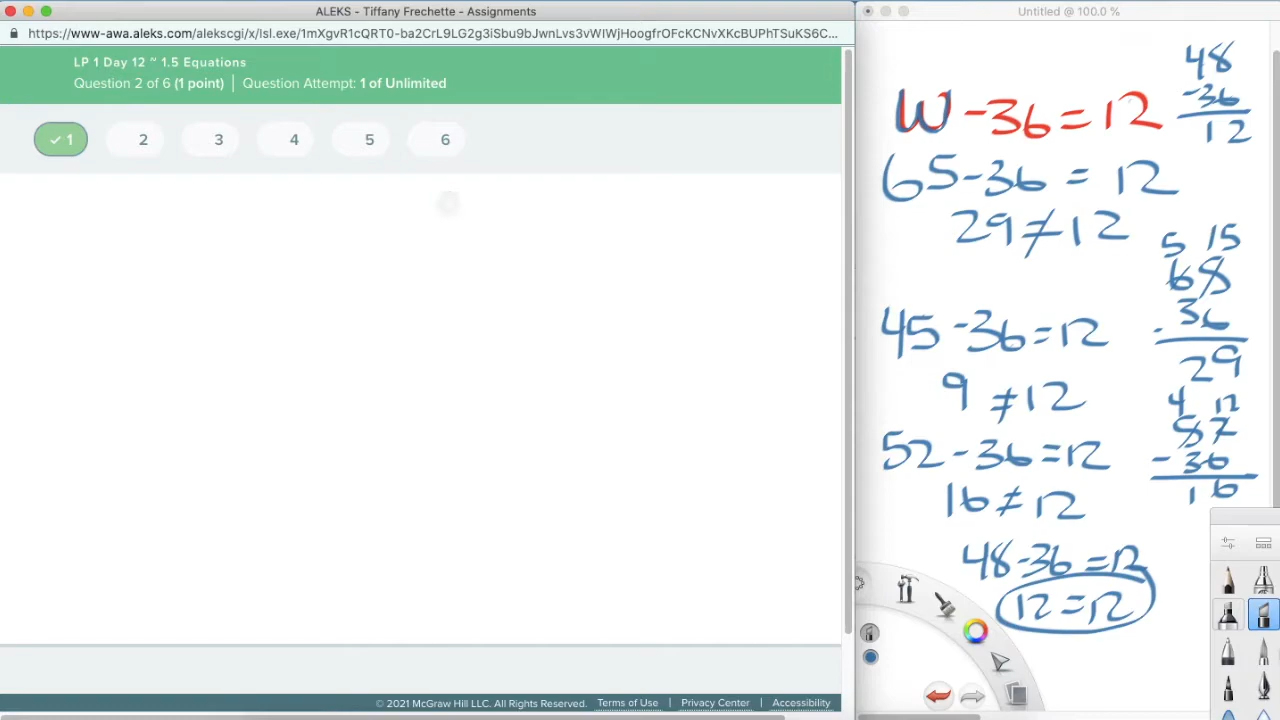 ALEKS - Tiffany Frechette - Assignments
https://www-awa.aleks.com/alekscgi/x/Isl.exe/1mXgvR1cQRT0-ba2CrL9LG2g3iSbu9bJwnLvs3vWIWjHoogfrOFcKCNvXKcBUPhTSuKS6C...
LP 1 Day 12 ~ 1.5 Equations
Question 2 of 6 (1 point) | Question Attempt: 1 of Unlimited
✓ 1 2 3 4 5 6
© 2021 McGraw Hill LLC. All Rights Reserved. Terms of Use | Privacy Center | Accessibility
Untitled @ 100.0 %
W - 36 = 12
65 - 36 = 12
29 ≠ 12
45 - 36 = 12
9 ≠ 12
52 - 36 = 12
16 ≠ 12
48 - 36 = 12
12 = 12
48
-36
12
5 15
65
- 36
29
4 12
52
- 36
16